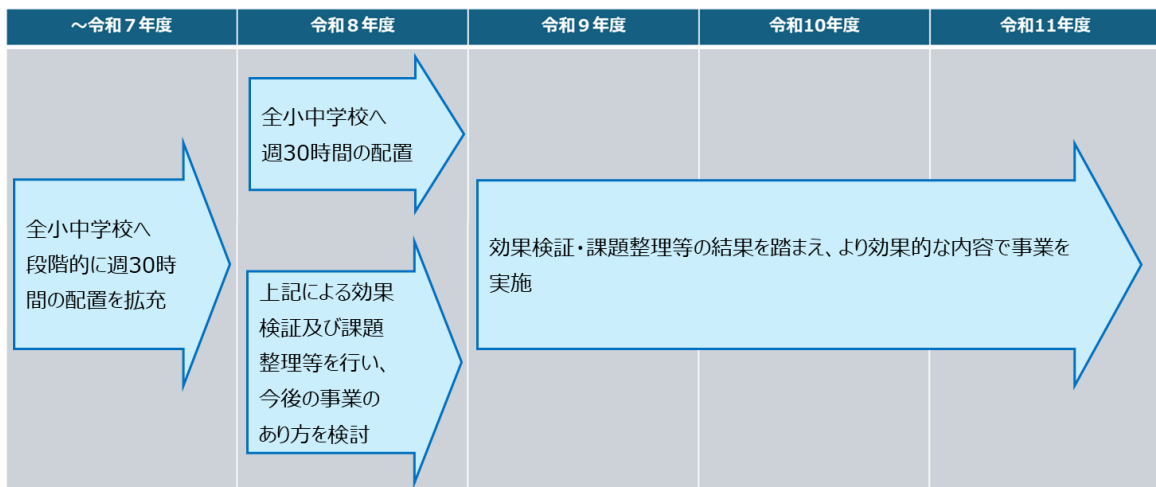 ～令和７年度
令和８年度
令和９年度
令和10年度
令和11年度
全小中学校へ
段階的に週30時
間の配置を拡充
全小中学校へ
週30時間の配置
上記による効果
検証及び課題
整理等を行い、
今後の事業の
あり方を検討
効果検証・課題整理等の結果を踏まえ、より効果的な内容で事業を
実施